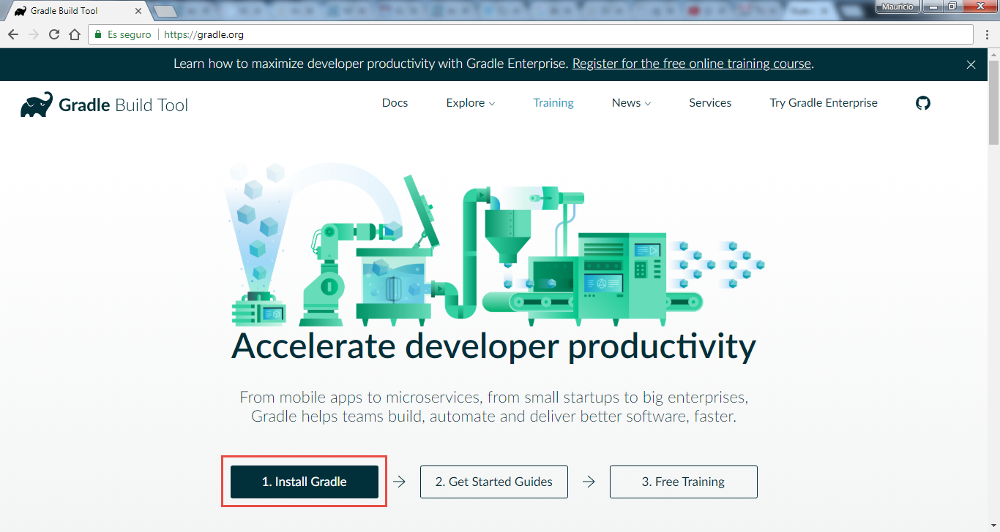 Gradle Build Tool
Mauricio
Es seguro
https://gradle.org
Learn how to maximize developer productivity with Gradle Enterprise. Register for the free online training course.
Gradle Build Tool
Docs
Explore
Training
News
Services
Try Gradle Enterprise
Accelerate developer productivity
From mobile apps to microservices, from small startups to big enterprises,
Gradle helps teams build, automate and deliver better software, faster.
1. Install Gradle
2. Get Started Guides
3. Free Training